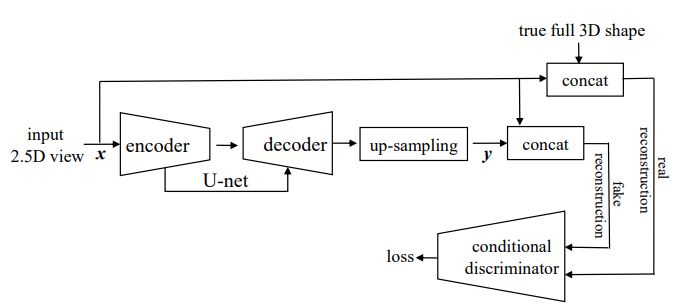 true full 3D shape
concat
input
2.5D view x
encoder
decoder
up-sampling
y
concat
U-net
real
reconstruction
fake
reconstruction
loss
conditional
discriminator